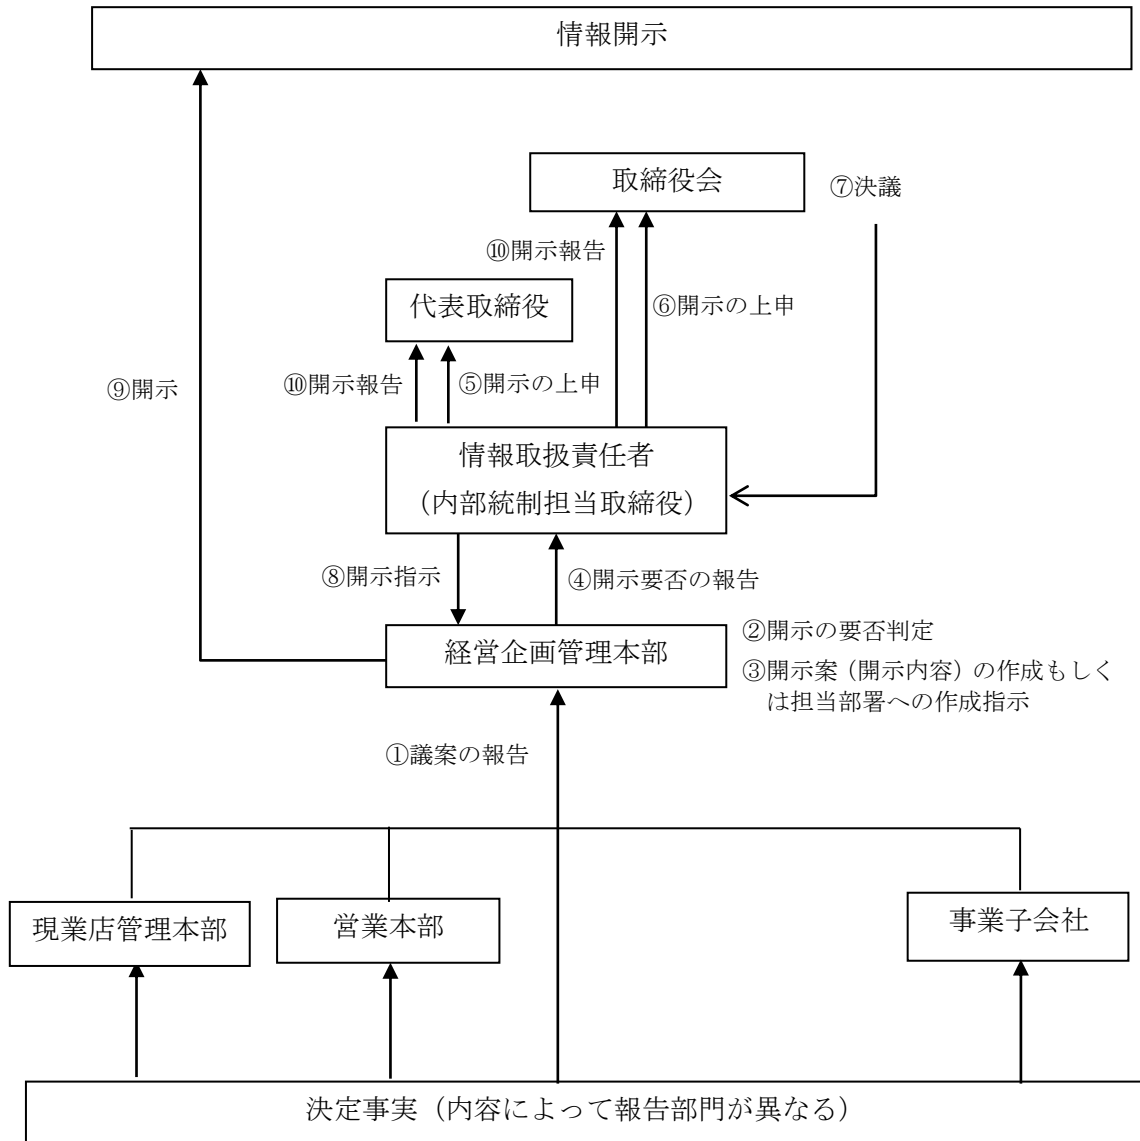 情報開示
取締役会
⑦決議
⑩開示報告
代表取締役
⑥開示の上申
⑨開示
⑩開示報告
⑤開示の上申
情報取扱責任者
（内部統制担当取締役）
⑧開示指示
④開示要否の報告
経営企画管理本部
②開示の要否判定
③開示案（開示内容）の作成もしく
は担当部署への作成指示
①議案の報告
現業店管理本部
営業本部
事業子会社
決定事実（内容によって報告部門が異なる）